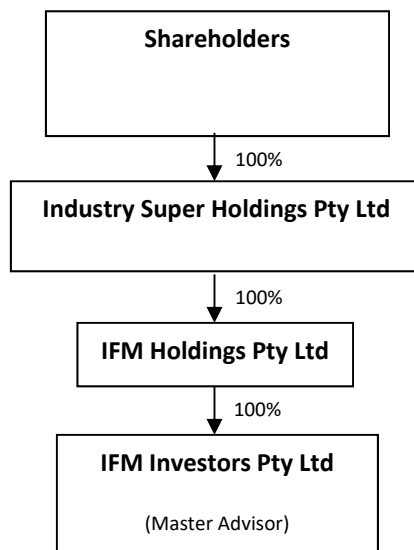 Shareholders
100%
Industry Super Holdings Pty Ltd
100%
IFM Holdings Pty Ltd
100%
IFM Investors Pty Ltd
(Master Advisor)